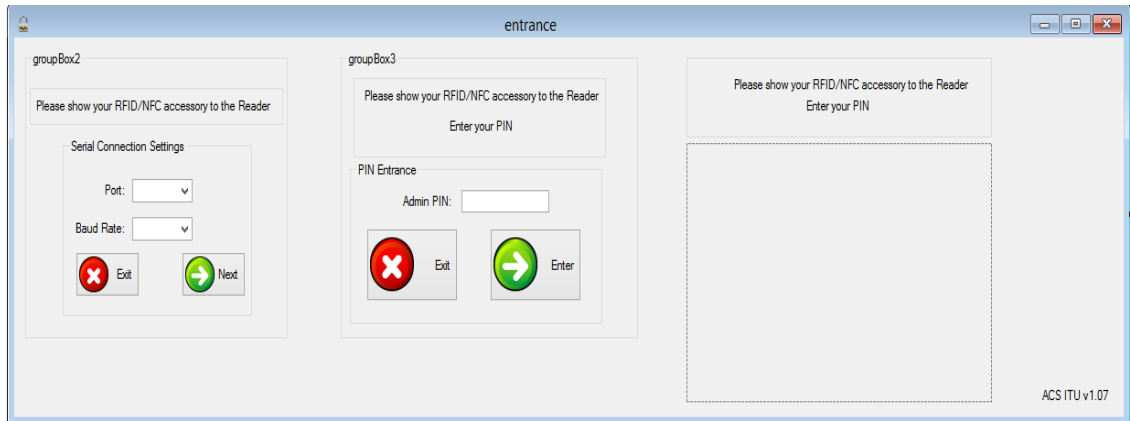 entrance
groupBox2
Please show your RFID/NFC accessory to the Reader
Serial Connection Settings
Port:
Baud Rate:
Exit
Next
groupBox3
Please show your RFID/NFC accessory to the Reader
Enter your PIN
PIN Entrance
Admin PIN:
Exit
Enter
Please show your RFID/NFC accessory to the Reader
Enter your PIN
ACS ITU v1.07